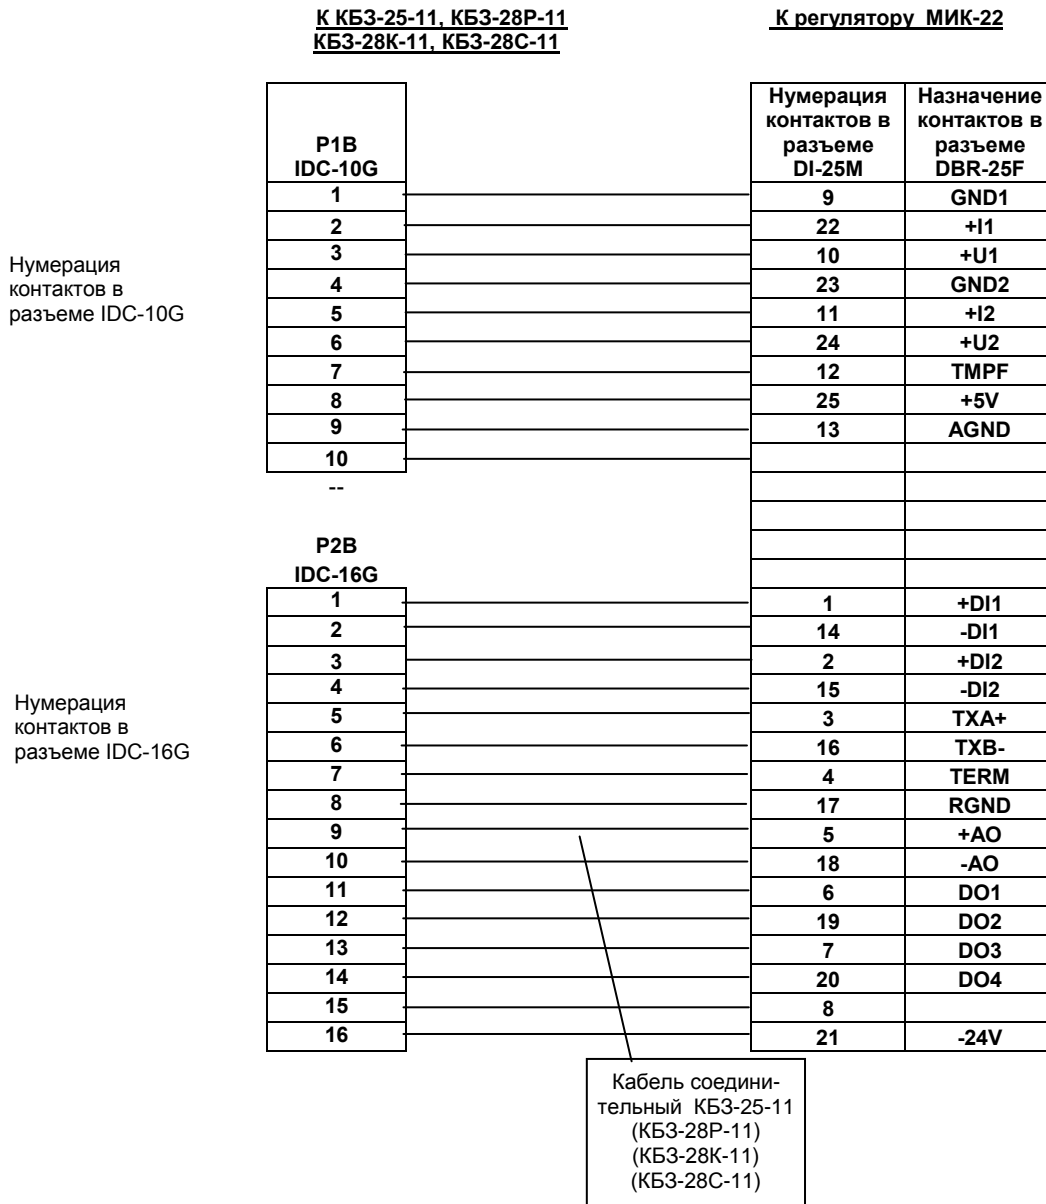 К КБЗ-25-11, КБЗ-28Р-11
КБЗ-28К-11, КБЗ-28С-11
К регулятору МИК-22
P1B
IDC-10G
Нумерация
контактов в
разъеме
DI-25M
Назначение
контактов в
разъеме
DBR-25F
1 9 GND1
2 22 +I1
3 10 +U1
4 23 GND2
5 11 +I2
6 24 +U2
7 12 TMPF
8 25 +5V
9 13 AGND
10
--
Нумерация
контактов в
разъеме IDC-10G
P2B
IDC-16G
1 1 +DI1
2 14 -DI1
3 2 +DI2
4 15 -DI2
5 3 TXA+
6 16 TXB-
7 4 TERM
8 17 RGND
9 5 +AO
10 18 -AO
11 6 DO1
12 19 DO2
13 7 DO3
14 20 DO4
15 8
16 21 -24V
Нумерация
контактов в
разъеме IDC-16G
Кабель соедини-
тельный КБЗ-25-11
(КБЗ-28Р-11)
(КБЗ-28К-11)
(КБЗ-28С-11)